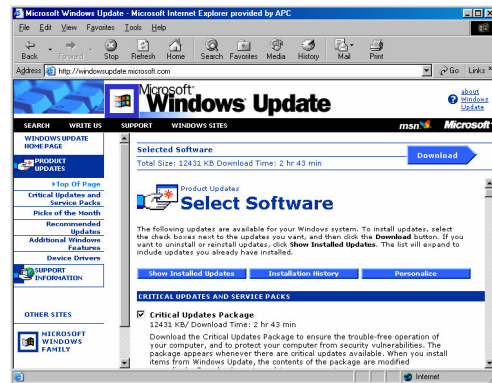 Microsoft Windows Update - Microsoft Internet Explorer provided by APC
File Edit View Favorites Tools Help
Back Forward Stop Refresh Home Search Favorites Media History Mail Print
Address http://windowsupdate.microsoft.com Go Links
Microsoft
Windows Update
about Windows Update
SEARCH WRITE US SUPPORT WINDOWS SITES msn Microsoft
WINDOWS UPDATE
HOME PAGE
PRODUCT
UPDATES
Top Of Page
Critical Updates and
Service Packs
Picks of the Month
Recommended
Updates
Additional Windows
Features
Device Drivers
SUPPORT
INFORMATION
OTHER SITES
MICROSOFT
WINDOWS
FAMILY
Selected Software
Total Size: 12431 KB Download Time: 2 hr 43 min
Download
Product Updates
Select Software
The following updates are available for your Windows system. To install updates, select
the check boxes next to the updates you want, and then click the Download button. If you
want to uninstall or reinstall updates, click Show Installed Updates. The list will expand to
include updates you already have installed.
Show Installed Updates Installation History Personalize
CRITICAL UPDATES AND SERVICE PACKS
Critical Updates Package
12431 KB/ Download Time: 2 hr 43 min
Download the Critical Updates Package to ensure the trouble-free operation of
your computer, and to protect your computer from security vulnerabilities. The
package appears whenever there are critical updates available. When you install
items from Windows Update, the contents of the package are modified
Internet